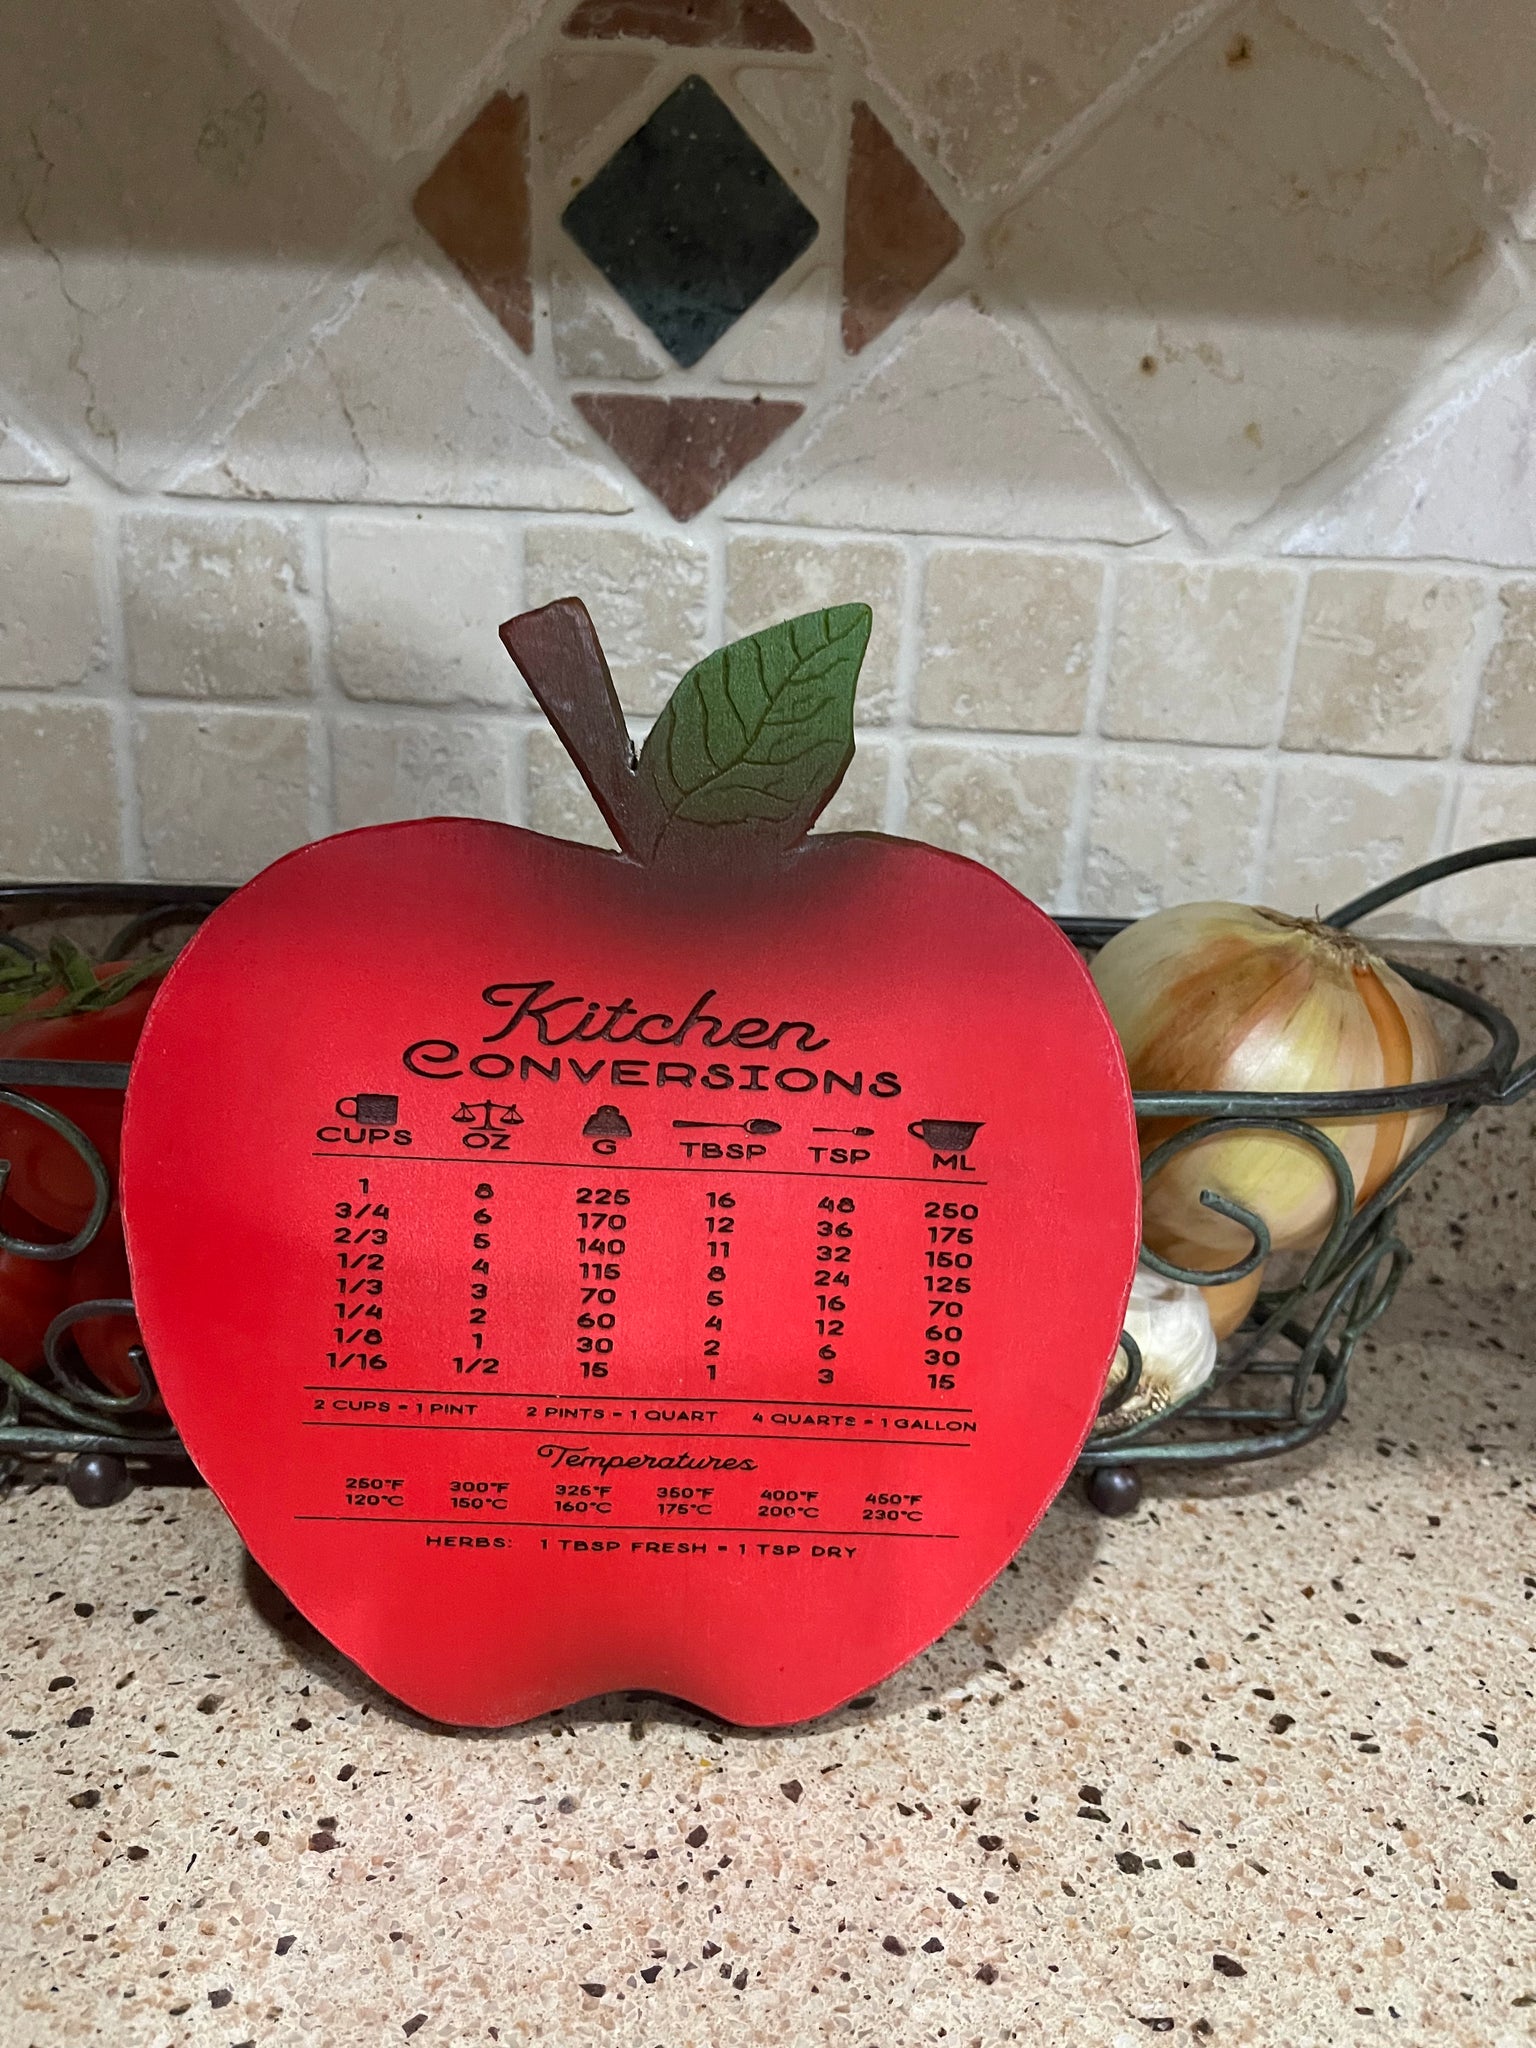 Kitchen
CONVERSIONS
CUPS OZ G TBSP TSP ML
1 8 225 16 48 250
3/4 6 170 12 36 175
2/3 5 140 11 32 150
1/2 4 115 8 24 125
1/3 3 70 5 16 70
1/4 2 60 4 12 60
1/8 1 30 2 6 30
1/16 1/2 15 1 3 15
2 CUPS = 1 PINT 2 PINTS = 1 QUART 4 QUARTS = 1 GALLON
Temperatures
250°F 300°F 325°F 350°F 400°F 450°F
120°C 150°C 160°C 175°C 200°C 230°C
HERBS: 1 TBSP FRESH = 1 TSP DRY